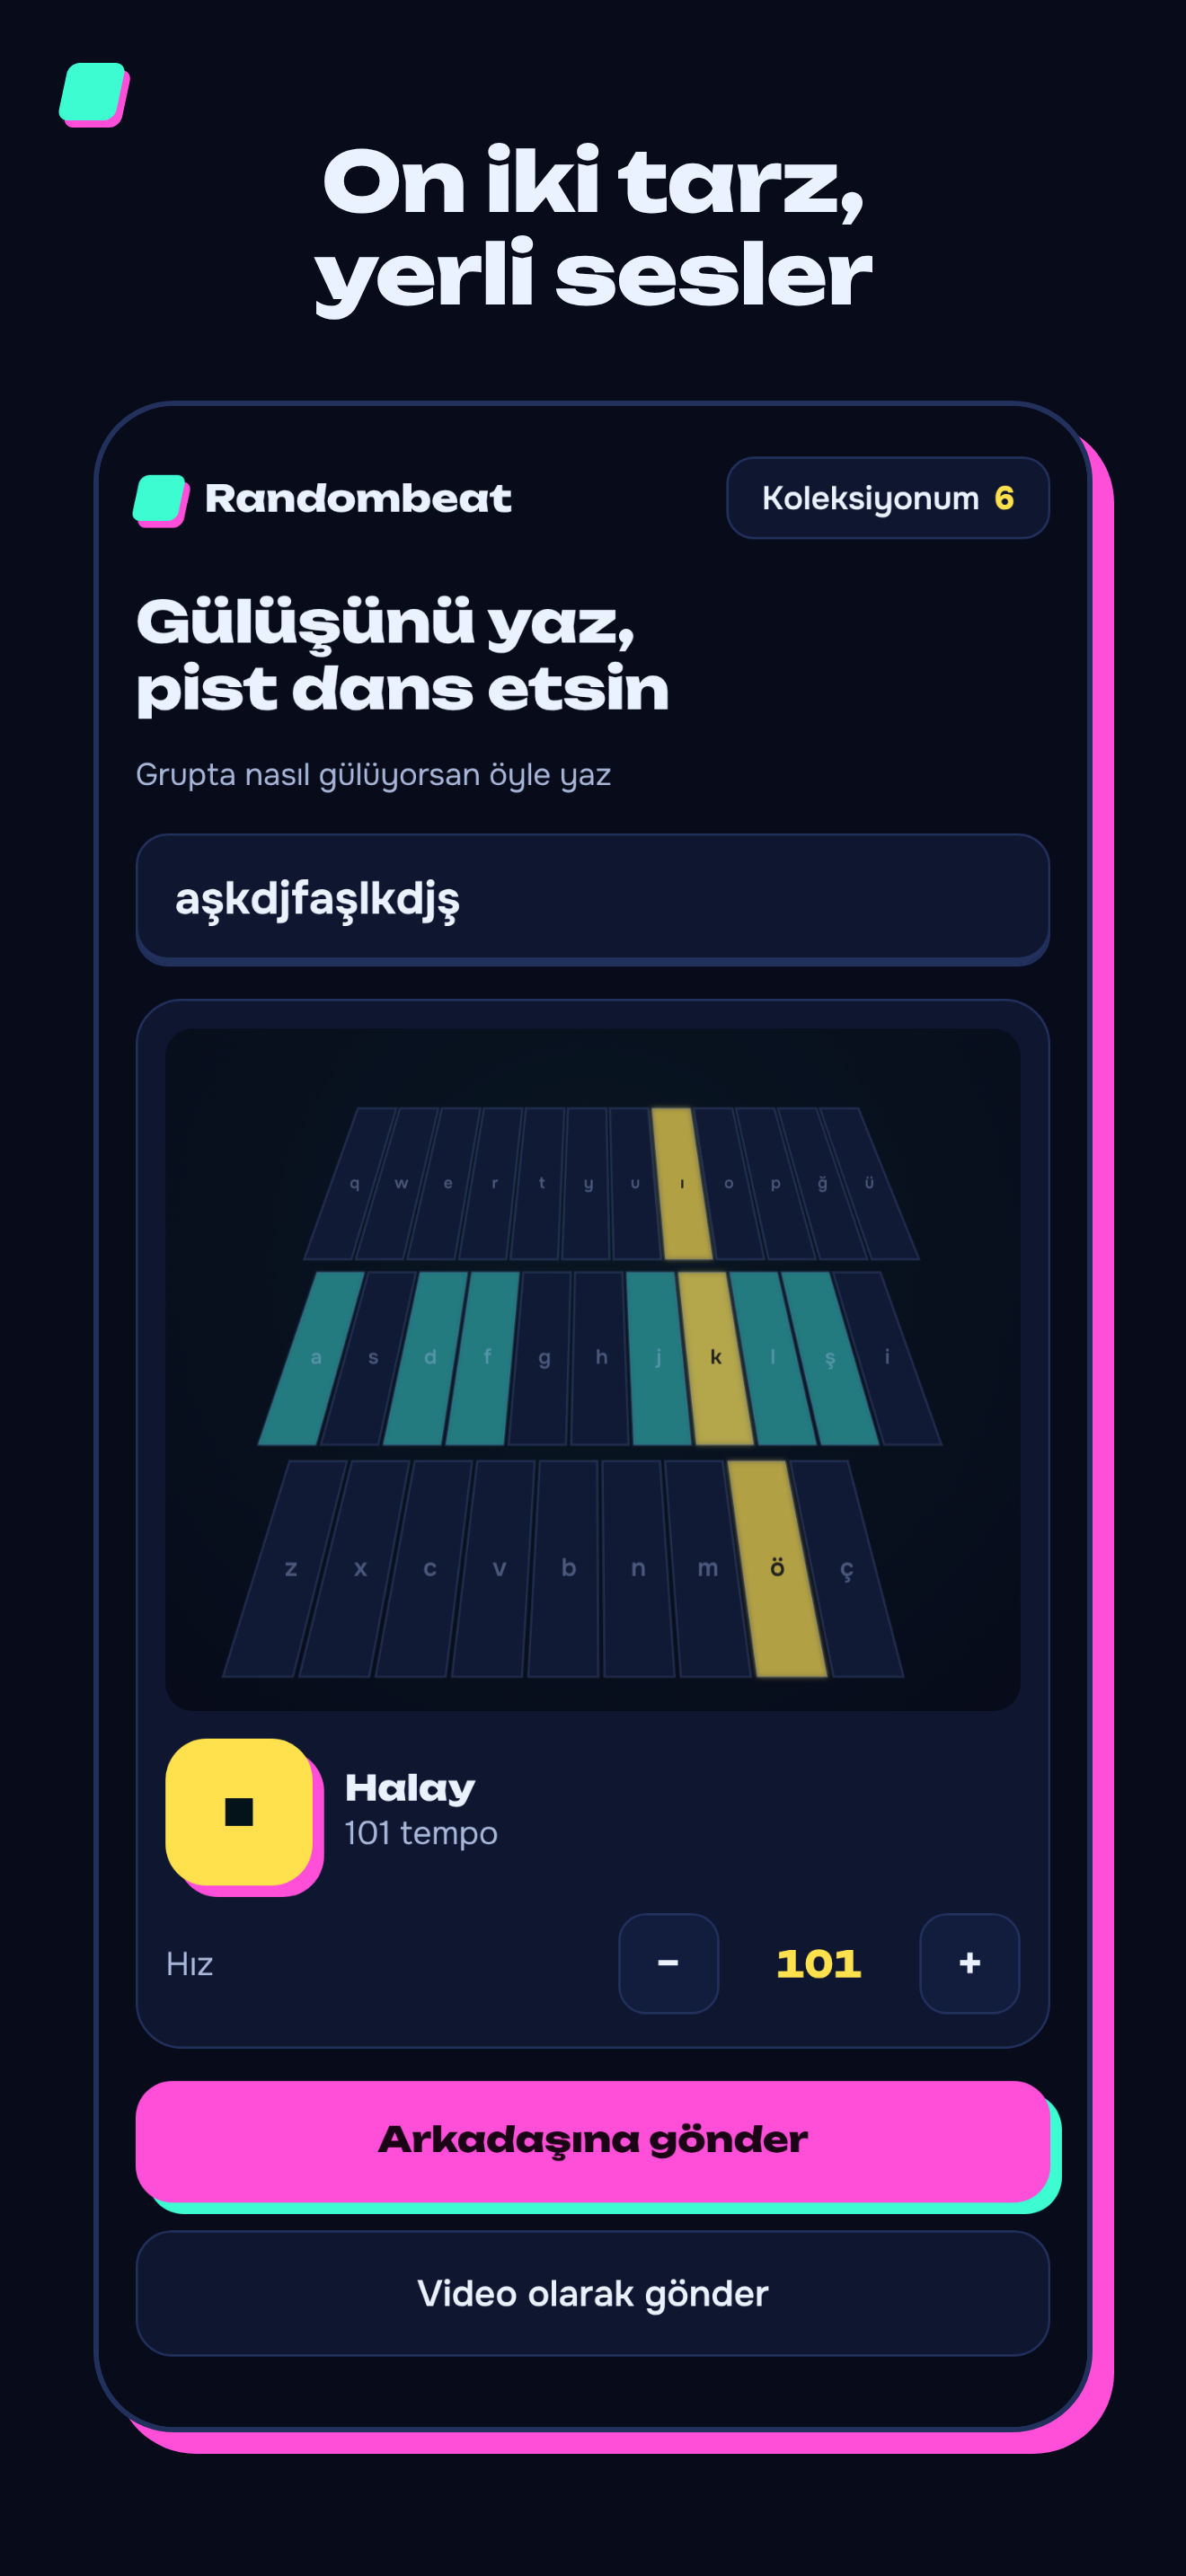 On iki tarz,
yerli sesler
Randombeat
Koleksiyonum 6
Gülüşünü yaz,
pist dans etsin
Grupta nasıl gülüyorsan öyle yaz
aşkdjfaşlkdjş
q w e r t y u ı o p ğ ü
a s d f g h j k l ş i
z x c v b n m ö ç
Halay
101 tempo
Hız − 101 +
Arkadaşına gönder
Video olarak gönder